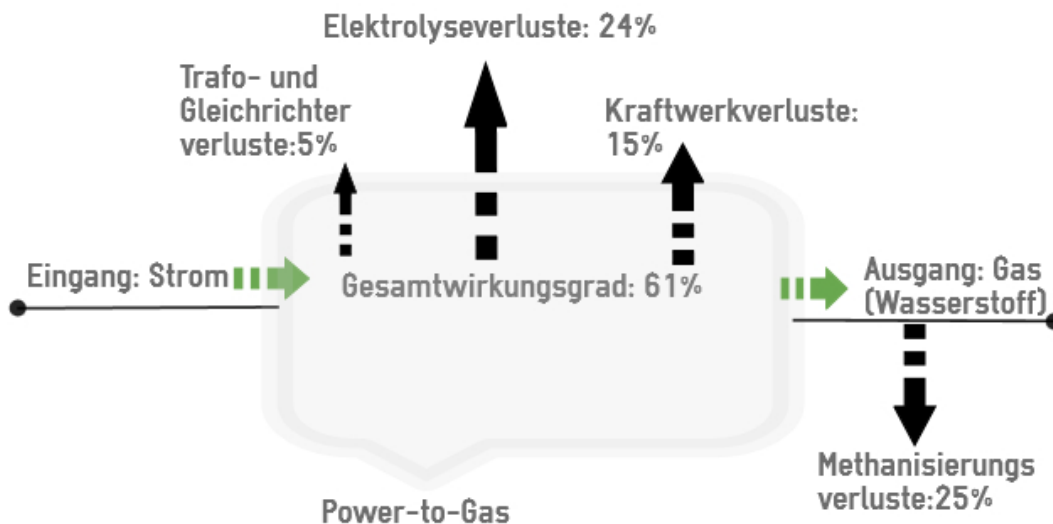 Elektrolyseverluste: 24%
Trafo- und
Gleichrichter
verluste:5%
Kraftwerkverluste:
15%
Eingang: Strom
Gesamtwirkungsgrad: 61%
Ausgang: Gas
(Wasserstoff)
Methanisierungs
verluste:25%
Power-to-Gas